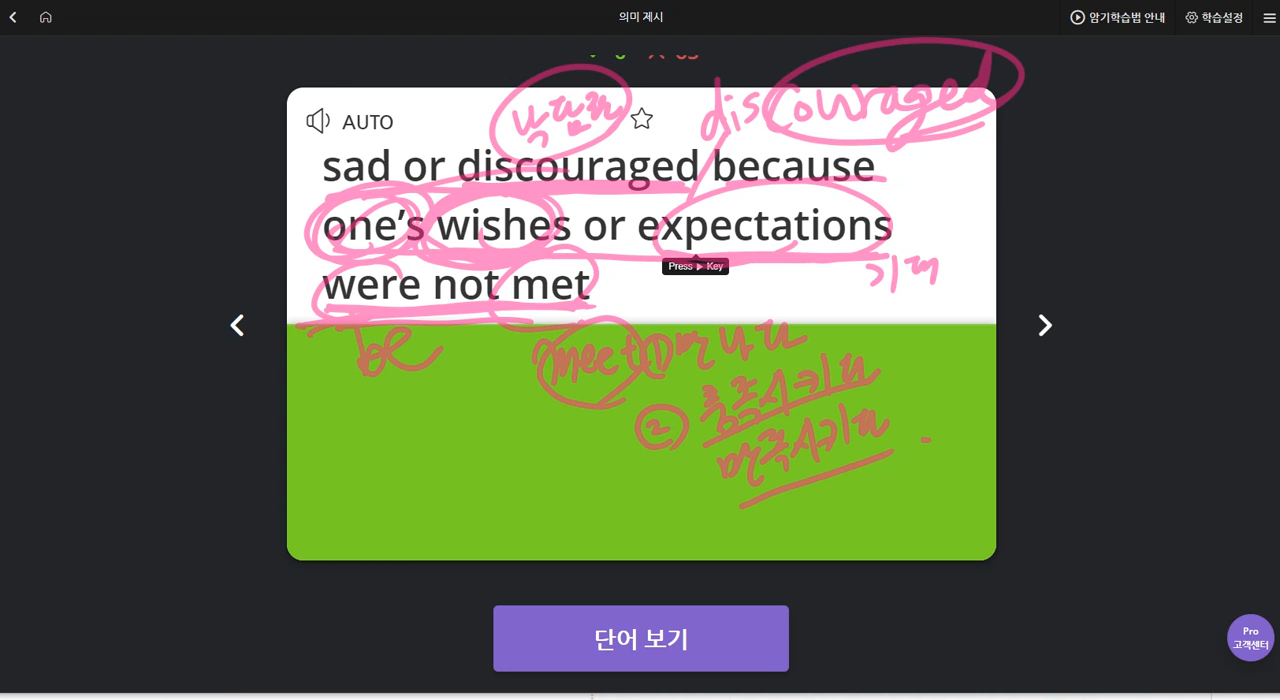 의미 제시
암기학습법 안내
학습설정
AUTO
낙담한
discouraged
sad or discouraged because
one's wishes or expectations
were not met
Press ▶ Key
be
meet ① 만나다
② 충족시키다
만족시키다
단어 보기
Pro
고객센터